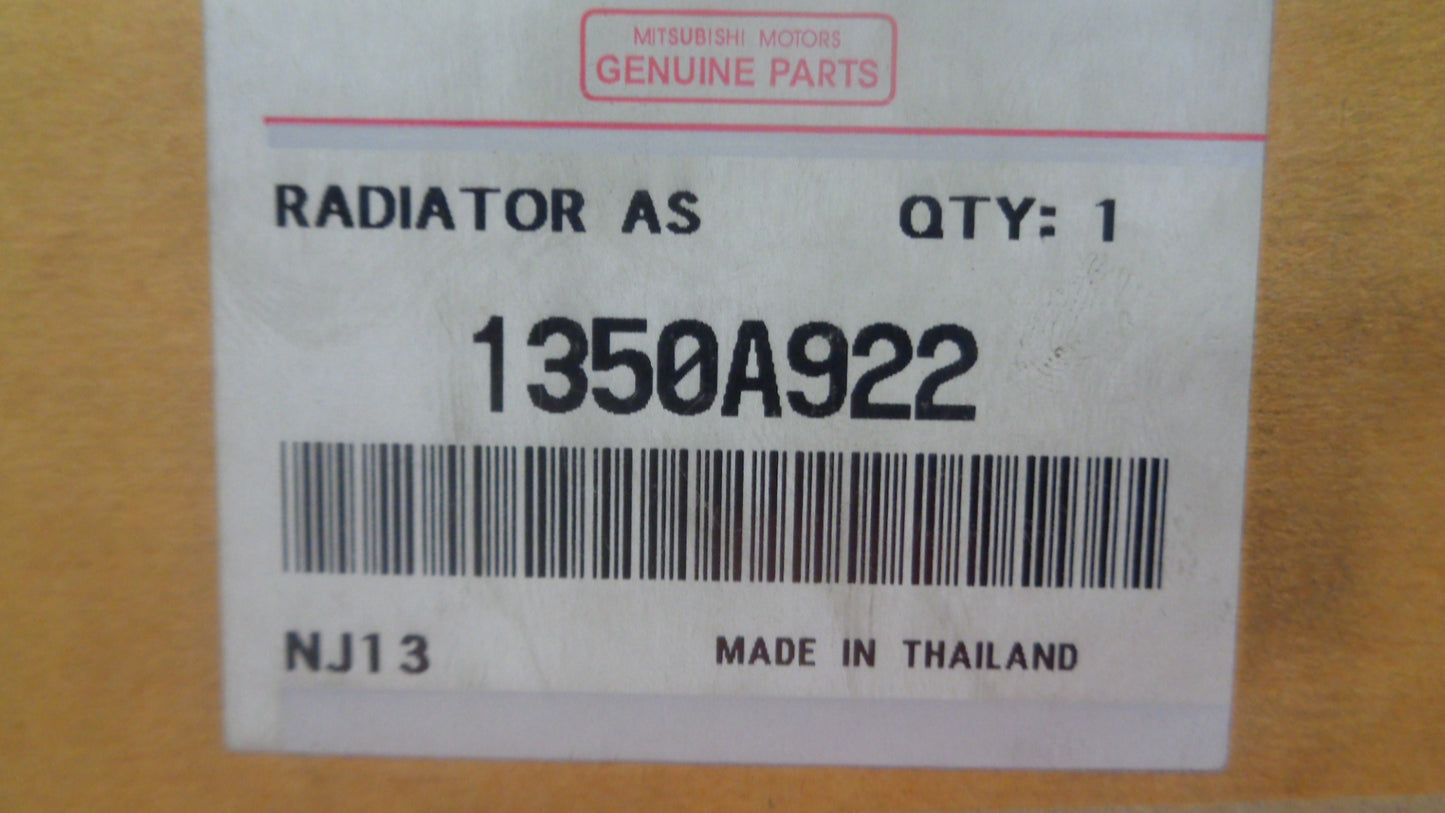 MITSUBISHI MOTORS
GENUINE PARTS
RADIATOR AS QTY: 1
1350A922
NJ13 MADE IN THAILAND